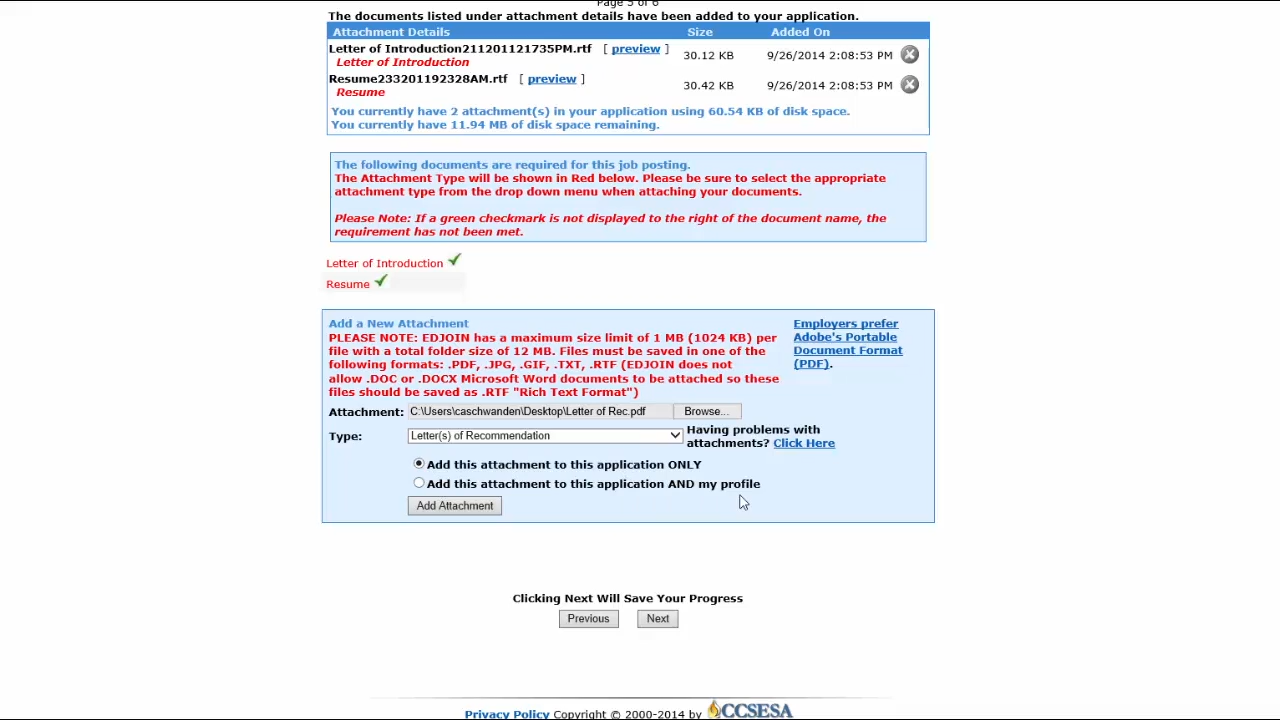 Page 5 of 6
The documents listed under attachment details have been added to your application.
Attachment Details Size Added On
Letter of Introduction211201121735PM.rtf [ preview ] 30.12 KB 9/26/2014 2:08:53 PM
Letter of Introduction
Resume233201192328AM.rtf [ preview ] 30.42 KB 9/26/2014 2:08:53 PM
Resume
You currently have 2 attachment(s) in your application using 60.54 KB of disk space.
You currently have 11.94 MB of disk space remaining.
The following documents are required for this job posting.
The Attachment Type will be shown in Red below. Please be sure to select the appropriate
attachment type from the drop down menu when attaching your documents.
Please Note: If a green checkmark is not displayed to the right of the document name, the
requirement has not been met.
Letter of Introduction
Resume
Add a New Attachment
PLEASE NOTE: EDJOIN has a maximum size limit of 1 MB (1024 KB) per
file with a total folder size of 12 MB. Files must be saved in one of the
following formats: .PDF, .JPG, .GIF, .TXT, .RTF (EDJOIN does not
allow .DOC or .DOCX Microsoft Word documents to be attached so these
files should be saved as .RTF "Rich Text Format")
Employers prefer
Adobe's Portable
Document Format
(PDF).
Attachment: C:\Users\caschwanden\Desktop\Letter of Rec.pdf Browse...
Type: Letter(s) of Recommendation
Having problems with
attachments? Click Here
Add this attachment to this application ONLY
Add this attachment to this application AND my profile
Add Attachment
Clicking Next Will Save Your Progress
Previous Next
Privacy Policy Copyright © 2000-2014 by CCSESA